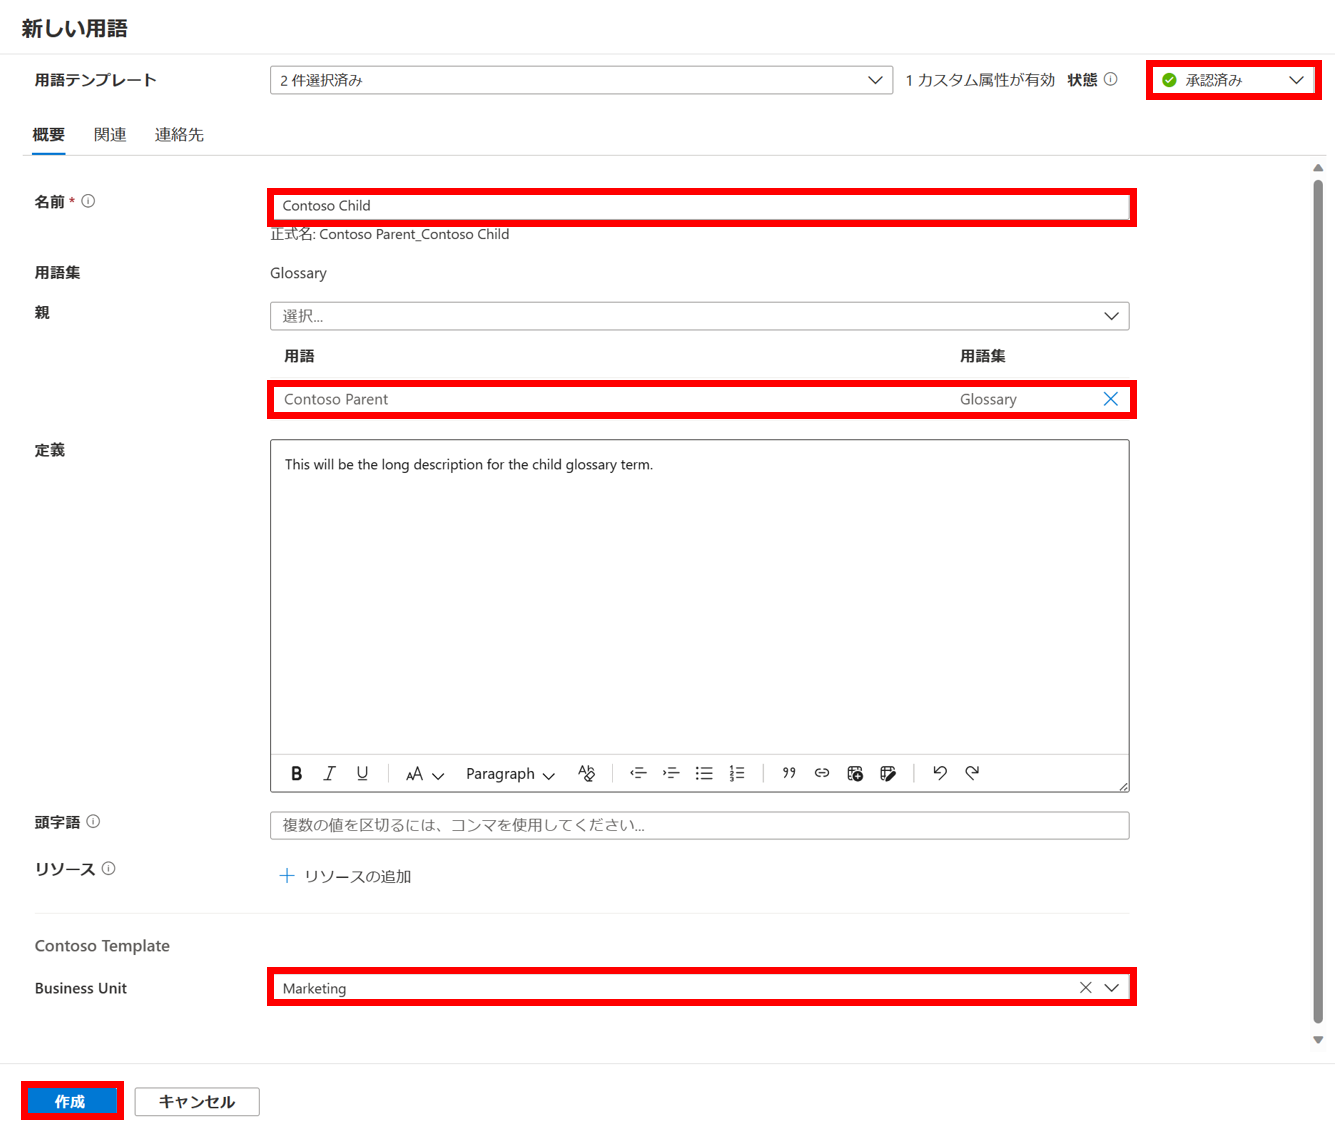 新しい用語
用語テンプレート 2 件選択済み 1 カスタム属性が有効 状態 承認済み
概要 関連 連絡先
名前 * Contoso Child
正式名: Contoso Parent_Contoso Child
用語集 Glossary
親 選択...
用語 用語集
Contoso Parent Glossary
定義
This will be the long description for the child glossary term.
B I U AA Paragraph
頭字語 複数の値を区切るには、コンマを使用してください...
リソース + リソースの追加
Contoso Template
Business Unit Marketing
作成 キャンセル